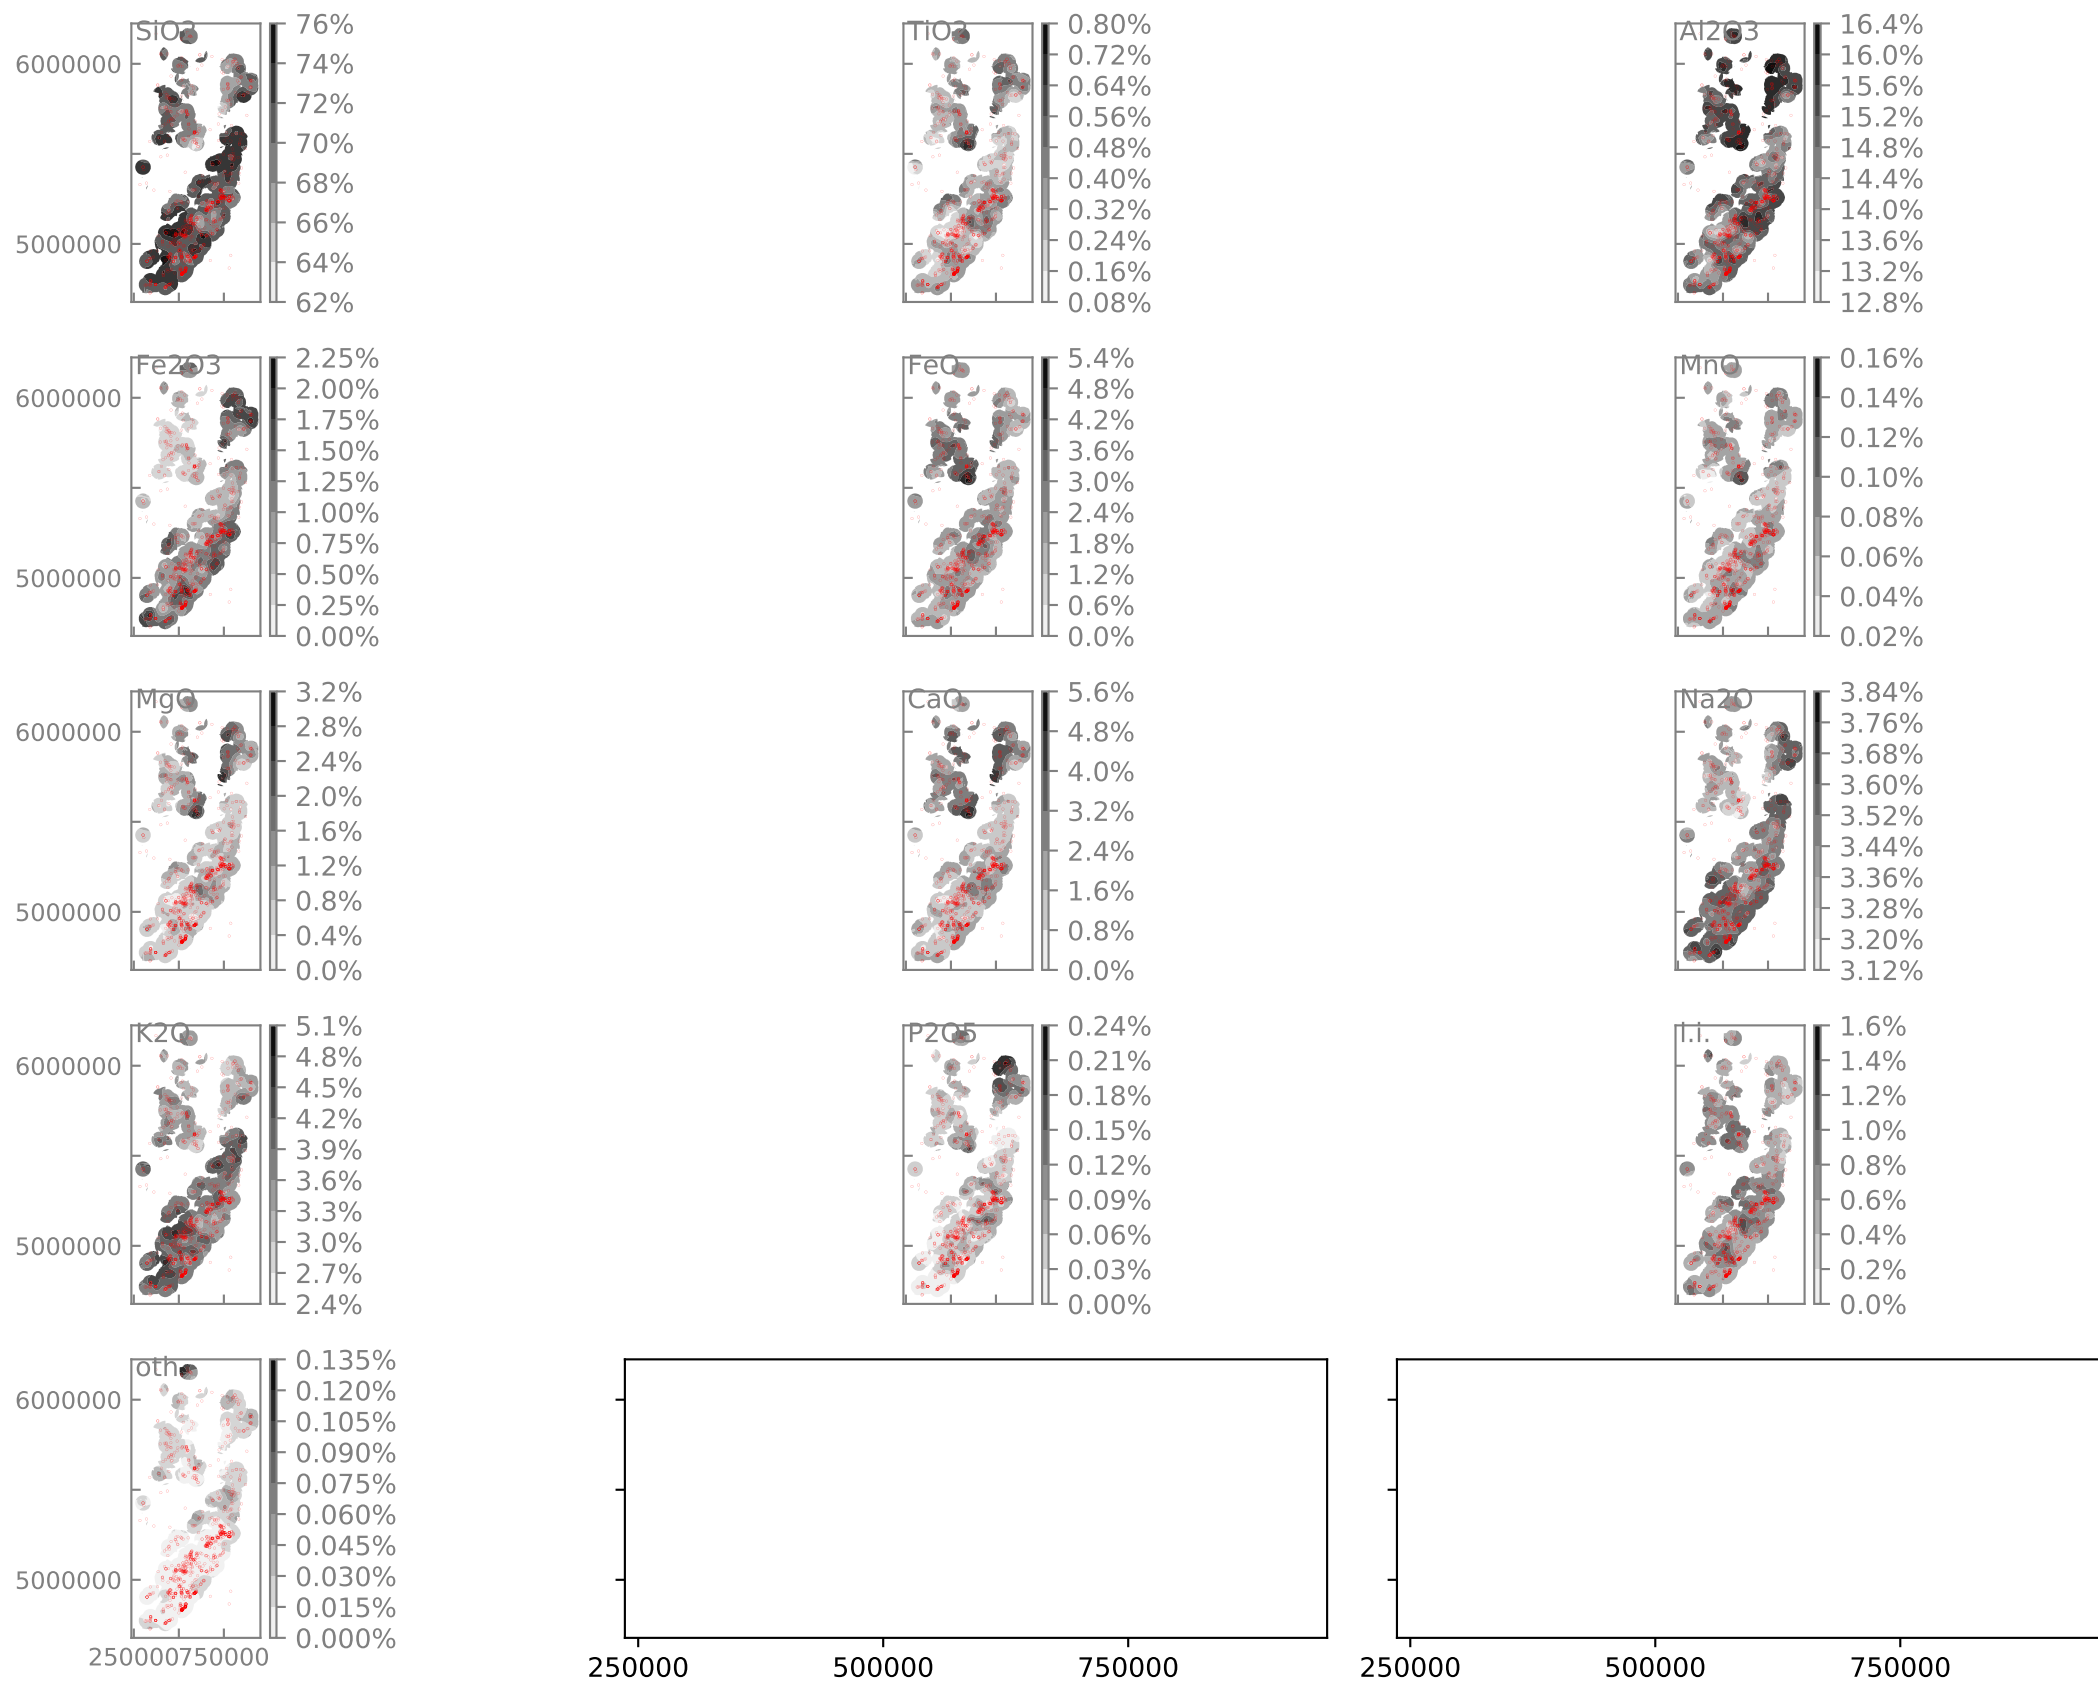 SiO2 76% TiO2 0.80% Al2O3 16.4%
74% 0.72% 16.0%
6000000 72% 0.64% 15.6%
70% 0.56% 15.2%
68% 0.48% 14.8%
66% 0.40% 14.4%
5000000 64% 0.32% 14.0%
62% 0.24% 13.6%
0.16% 13.2%
0.08% 12.8%
Fe2O3 2.25% FeO 5.4% MnO 0.16%
2.00% 4.8% 0.14%
6000000 1.75% 4.2% 0.12%
1.50% 3.6% 0.10%
1.25% 3.0% 0.08%
1.00% 2.4% 0.06%
0.75% 1.8% 0.04%
5000000 0.50% 1.2% 0.02%
0.25% 0.6%
0.00% 0.0%
MgO 3.2% CaO 5.6% Na2O 3.84%
2.8% 4.8% 3.76%
6000000 2.4% 4.0% 3.68%
2.0% 3.2% 3.60%
1.6% 2.4% 3.52%
1.2% 1.6% 3.44%
0.8% 0.8% 3.36%
5000000 0.4% 0.0% 3.28%
0.0% 3.20%
3.12%
K2O 5.1% P2O5 0.24% l.i. 1.6%
4.8% 0.21% 1.4%
6000000 4.5% 0.18% 1.2%
4.2% 0.15% 1.0%
3.9% 0.12% 0.8%
3.6% 0.09% 0.6%
3.3% 0.06% 0.4%
5000000 3.0% 0.03% 0.2%
2.7% 0.00% 0.0%
2.4%
oth. 0.135%
0.120%
6000000 0.105%
0.090%
0.075%
0.060%
0.045%
5000000 0.030%
0.015%
0.000%
250000 750000 250000 500000 750000 250000 500000 750000